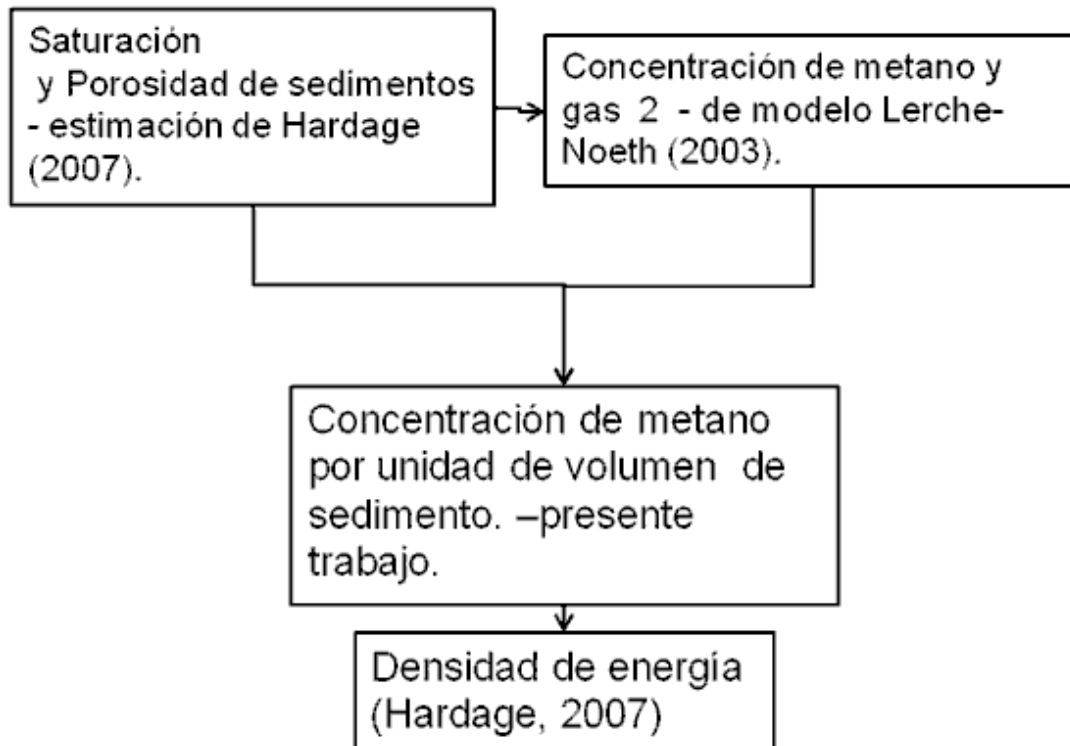 Saturación
y Porosidad de sedimentos
- estimación de Hardage
(2007).
Concentración de metano y
gas 2 - de modelo Lerche-
Noeth (2003).
Concentración de metano
por unidad de volumen de
sedimento. –presente
trabajo.
Densidad de energía
(Hardage, 2007)